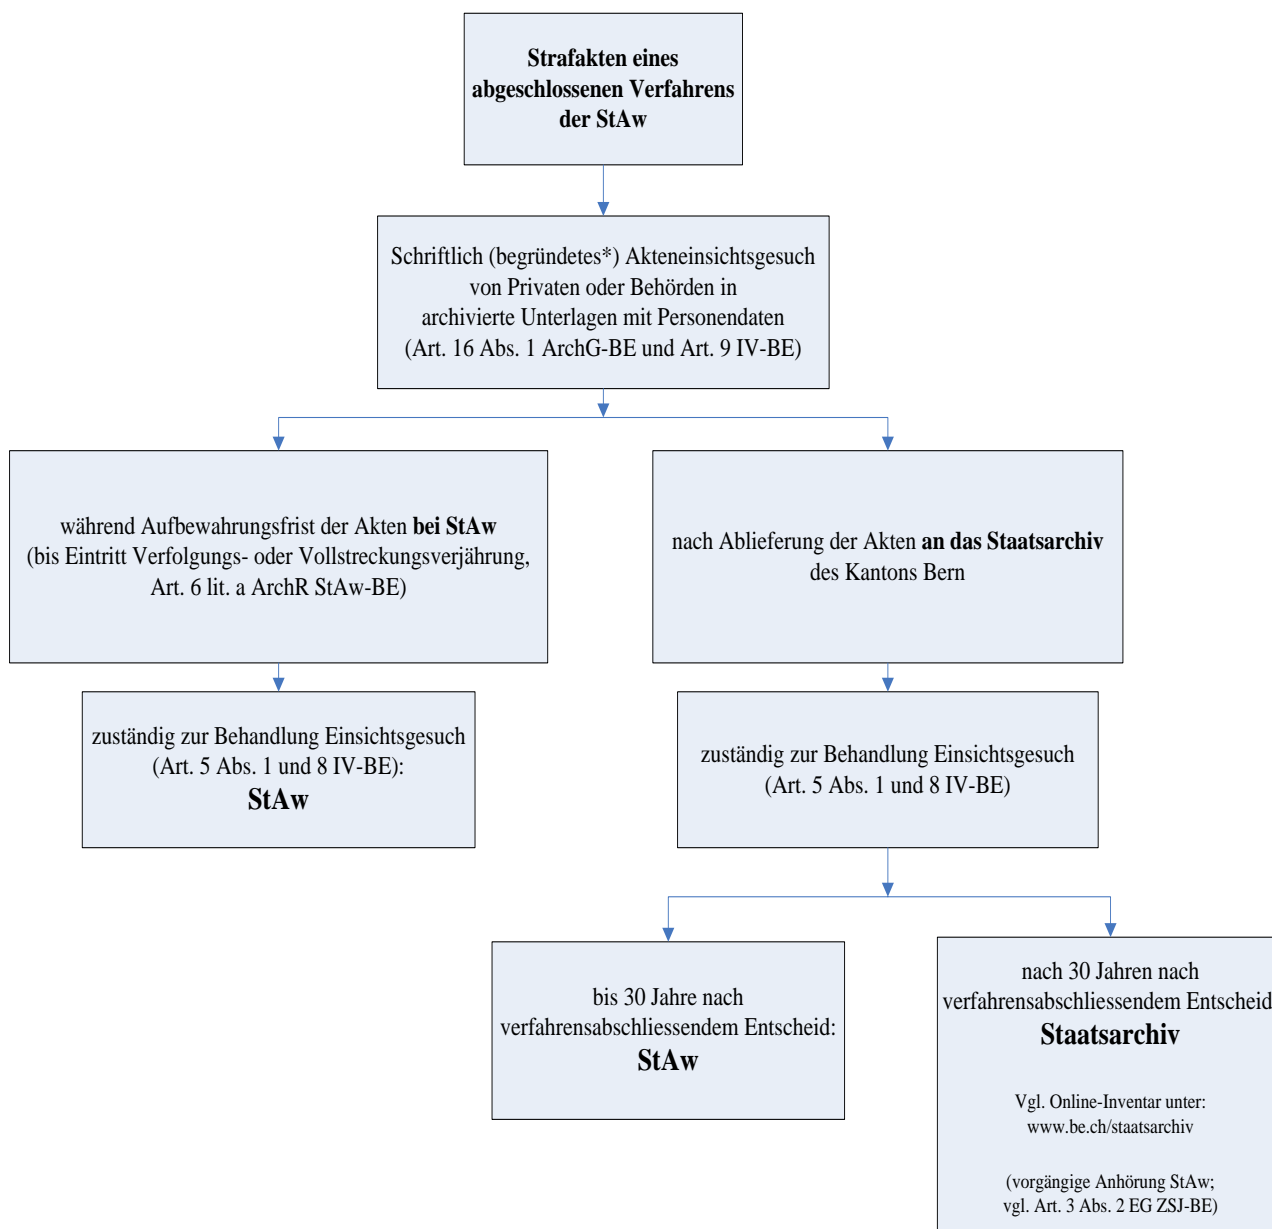 Strafakten eines
abgeschlossenen Verfahrens
der StAw
Schriftlich (begründetes*) Akteneinsichtsgesuch
von Privaten oder Behörden in
archivierte Unterlagen mit Personendaten
(Art. 16 Abs. 1 ArchG-BE und Art. 9 IV-BE)
während Aufbewahrungsfrist der Akten bei StAw
(bis Eintritt Verfolgungs- oder Vollstreckungsverjährung,
Art. 6 lit. a ArchR StAw-BE)
nach Ablieferung der Akten an das Staatsarchiv
des Kantons Bern
zuständig zur Behandlung Einsichtsgesuch
(Art. 5 Abs. 1 und 8 IV-BE):
StAw
zuständig zur Behandlung Einsichtsgesuch
(Art. 5 Abs. 1 und 8 IV-BE)
bis 30 Jahre nach
verfahrensabschliessendem Entscheid:
StAw
nach 30 Jahren nach
verfahrensabschliessendem Entscheid
Staatsarchiv
Vgl. Online-Inventar unter:
www.be.ch/staatsarchiv
(vorgängige Anhörung StAw;
vgl. Art. 3 Abs. 2 EG ZSJ-BE)